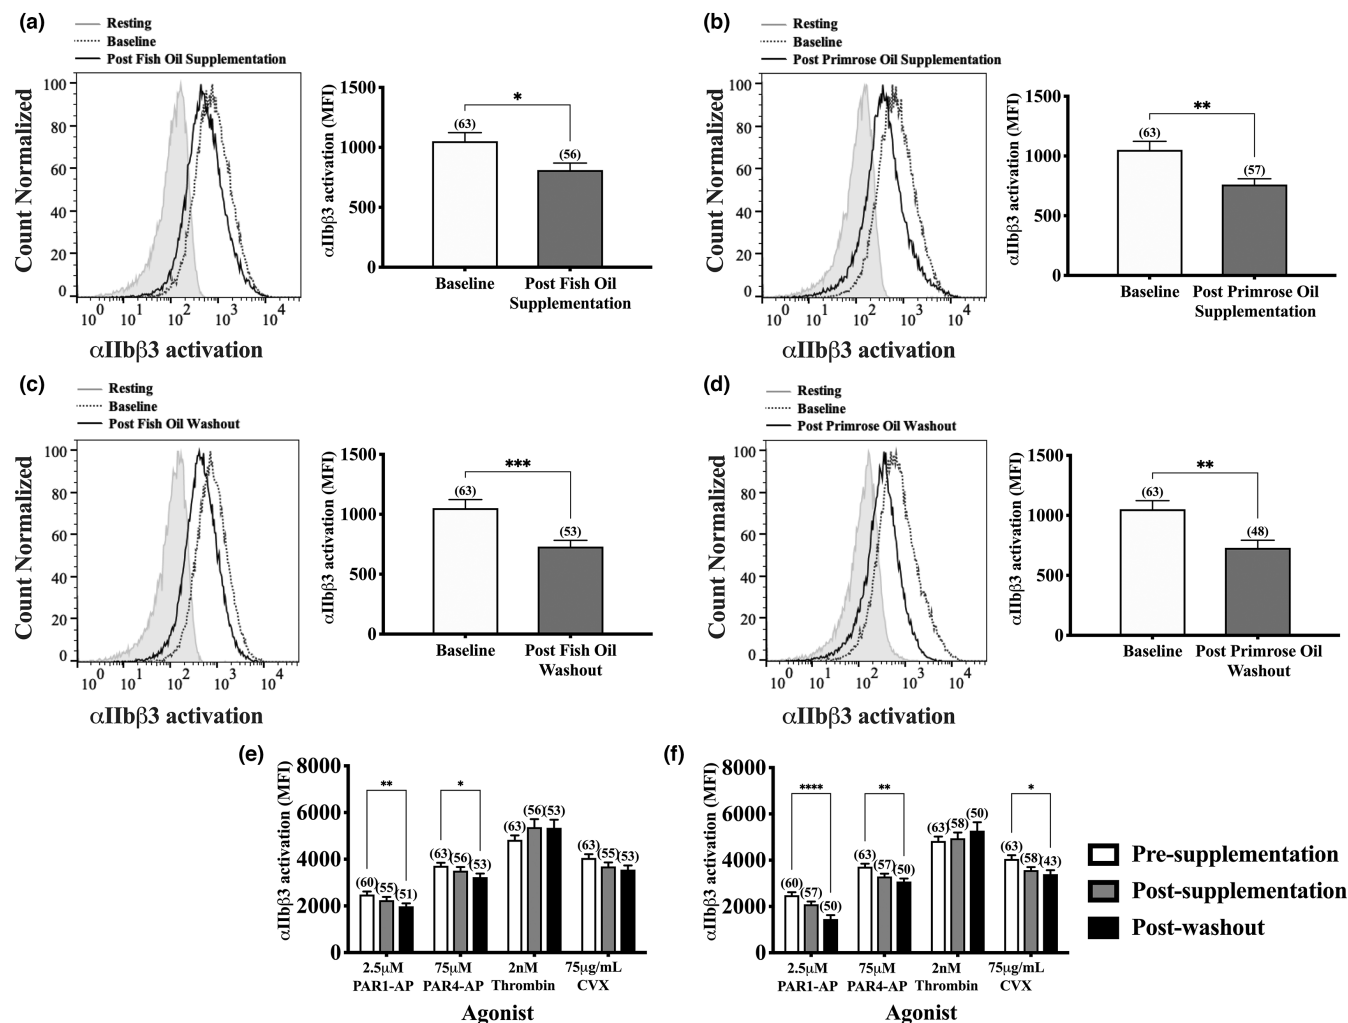 (a)
Resting
Baseline
Post Fish Oil Supplementation
Count Normalized
100
80
60
40
20
0
10^0 10^1 10^2 10^3 10^4
αIIbβ3 activation
αIIbβ3 activation (MFI)
1500
1000
500
0
*
(63)
(56)
Baseline
Post Fish Oil
Supplementation
(b)
Resting
Baseline
Post Primrose Oil Supplementation
Count Normalized
100
80
60
40
20
0
10^0 10^1 10^2 10^3 10^4
αIIbβ3 activation
αIIbβ3 activation (MFI)
1500
1000
500
0
**
(63)
(57)
Baseline
Post Primrose Oil
Supplementation
(c)
Resting
Baseline
Post Fish Oil Washout
Count Normalized
100
80
60
40
20
0
10^0 10^1 10^2 10^3 10^4
αIIbβ3 activation
αIIbβ3 activation (MFI)
1500
1000
500
0
***
(63)
(53)
Baseline
Post Fish Oil
Washout
(d)
Resting
Baseline
Post Primrose Oil Washout
Count Normalized
100
80
60
40
20
0
10^0 10^1 10^2 10^3 10^4
αIIbβ3 activation
αIIbβ3 activation (MFI)
1500
1000
500
0
**
(63)
(48)
Baseline
Post Primrose Oil
Washout
(e)
αIIbβ3 activation (MFI)
8000
6000
4000
2000
0
** *
(60) (55) (51)
(63) (56) (53)
(63) (56) (53)
(63) (55) (53)
2.5μM 75μM 2nM 75μg/mL
PAR1-AP PAR4-AP Thrombin CVX
Agonist
(f)
αIIbβ3 activation (MFI)
8000
6000
4000
2000
0
**** ** *
(60) (57) (50)
(63) (57) (50)
(63) (58) (50)
(63) (58) (43)
2.5μM 75μM 2nM 75μg/mL
PAR1-AP PAR4-AP Thrombin CVX
Agonist
Pre-supplementation
Post-supplementation
Post-washout